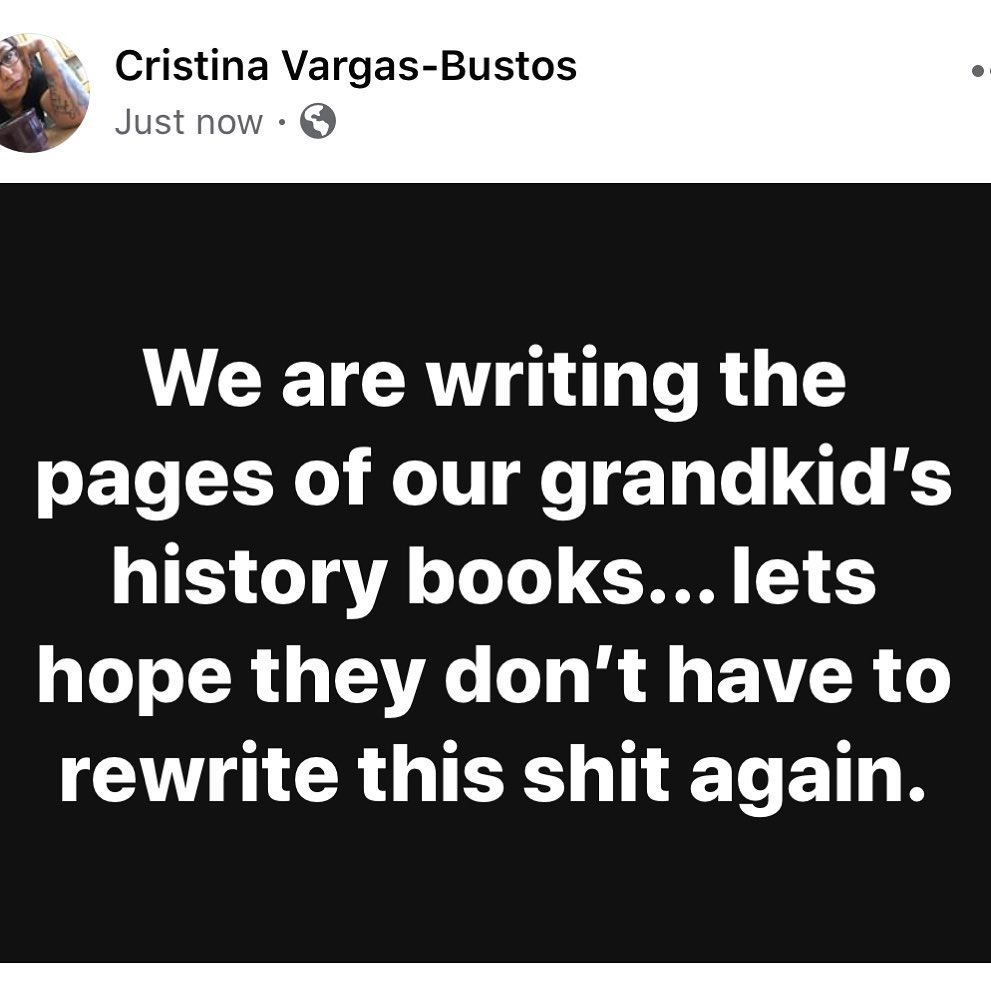 Cristina Vargas-Bustos
Just now ·
We are writing the
pages of our grandkid’s
history books... lets
hope they don’t have to
rewrite this shit again.